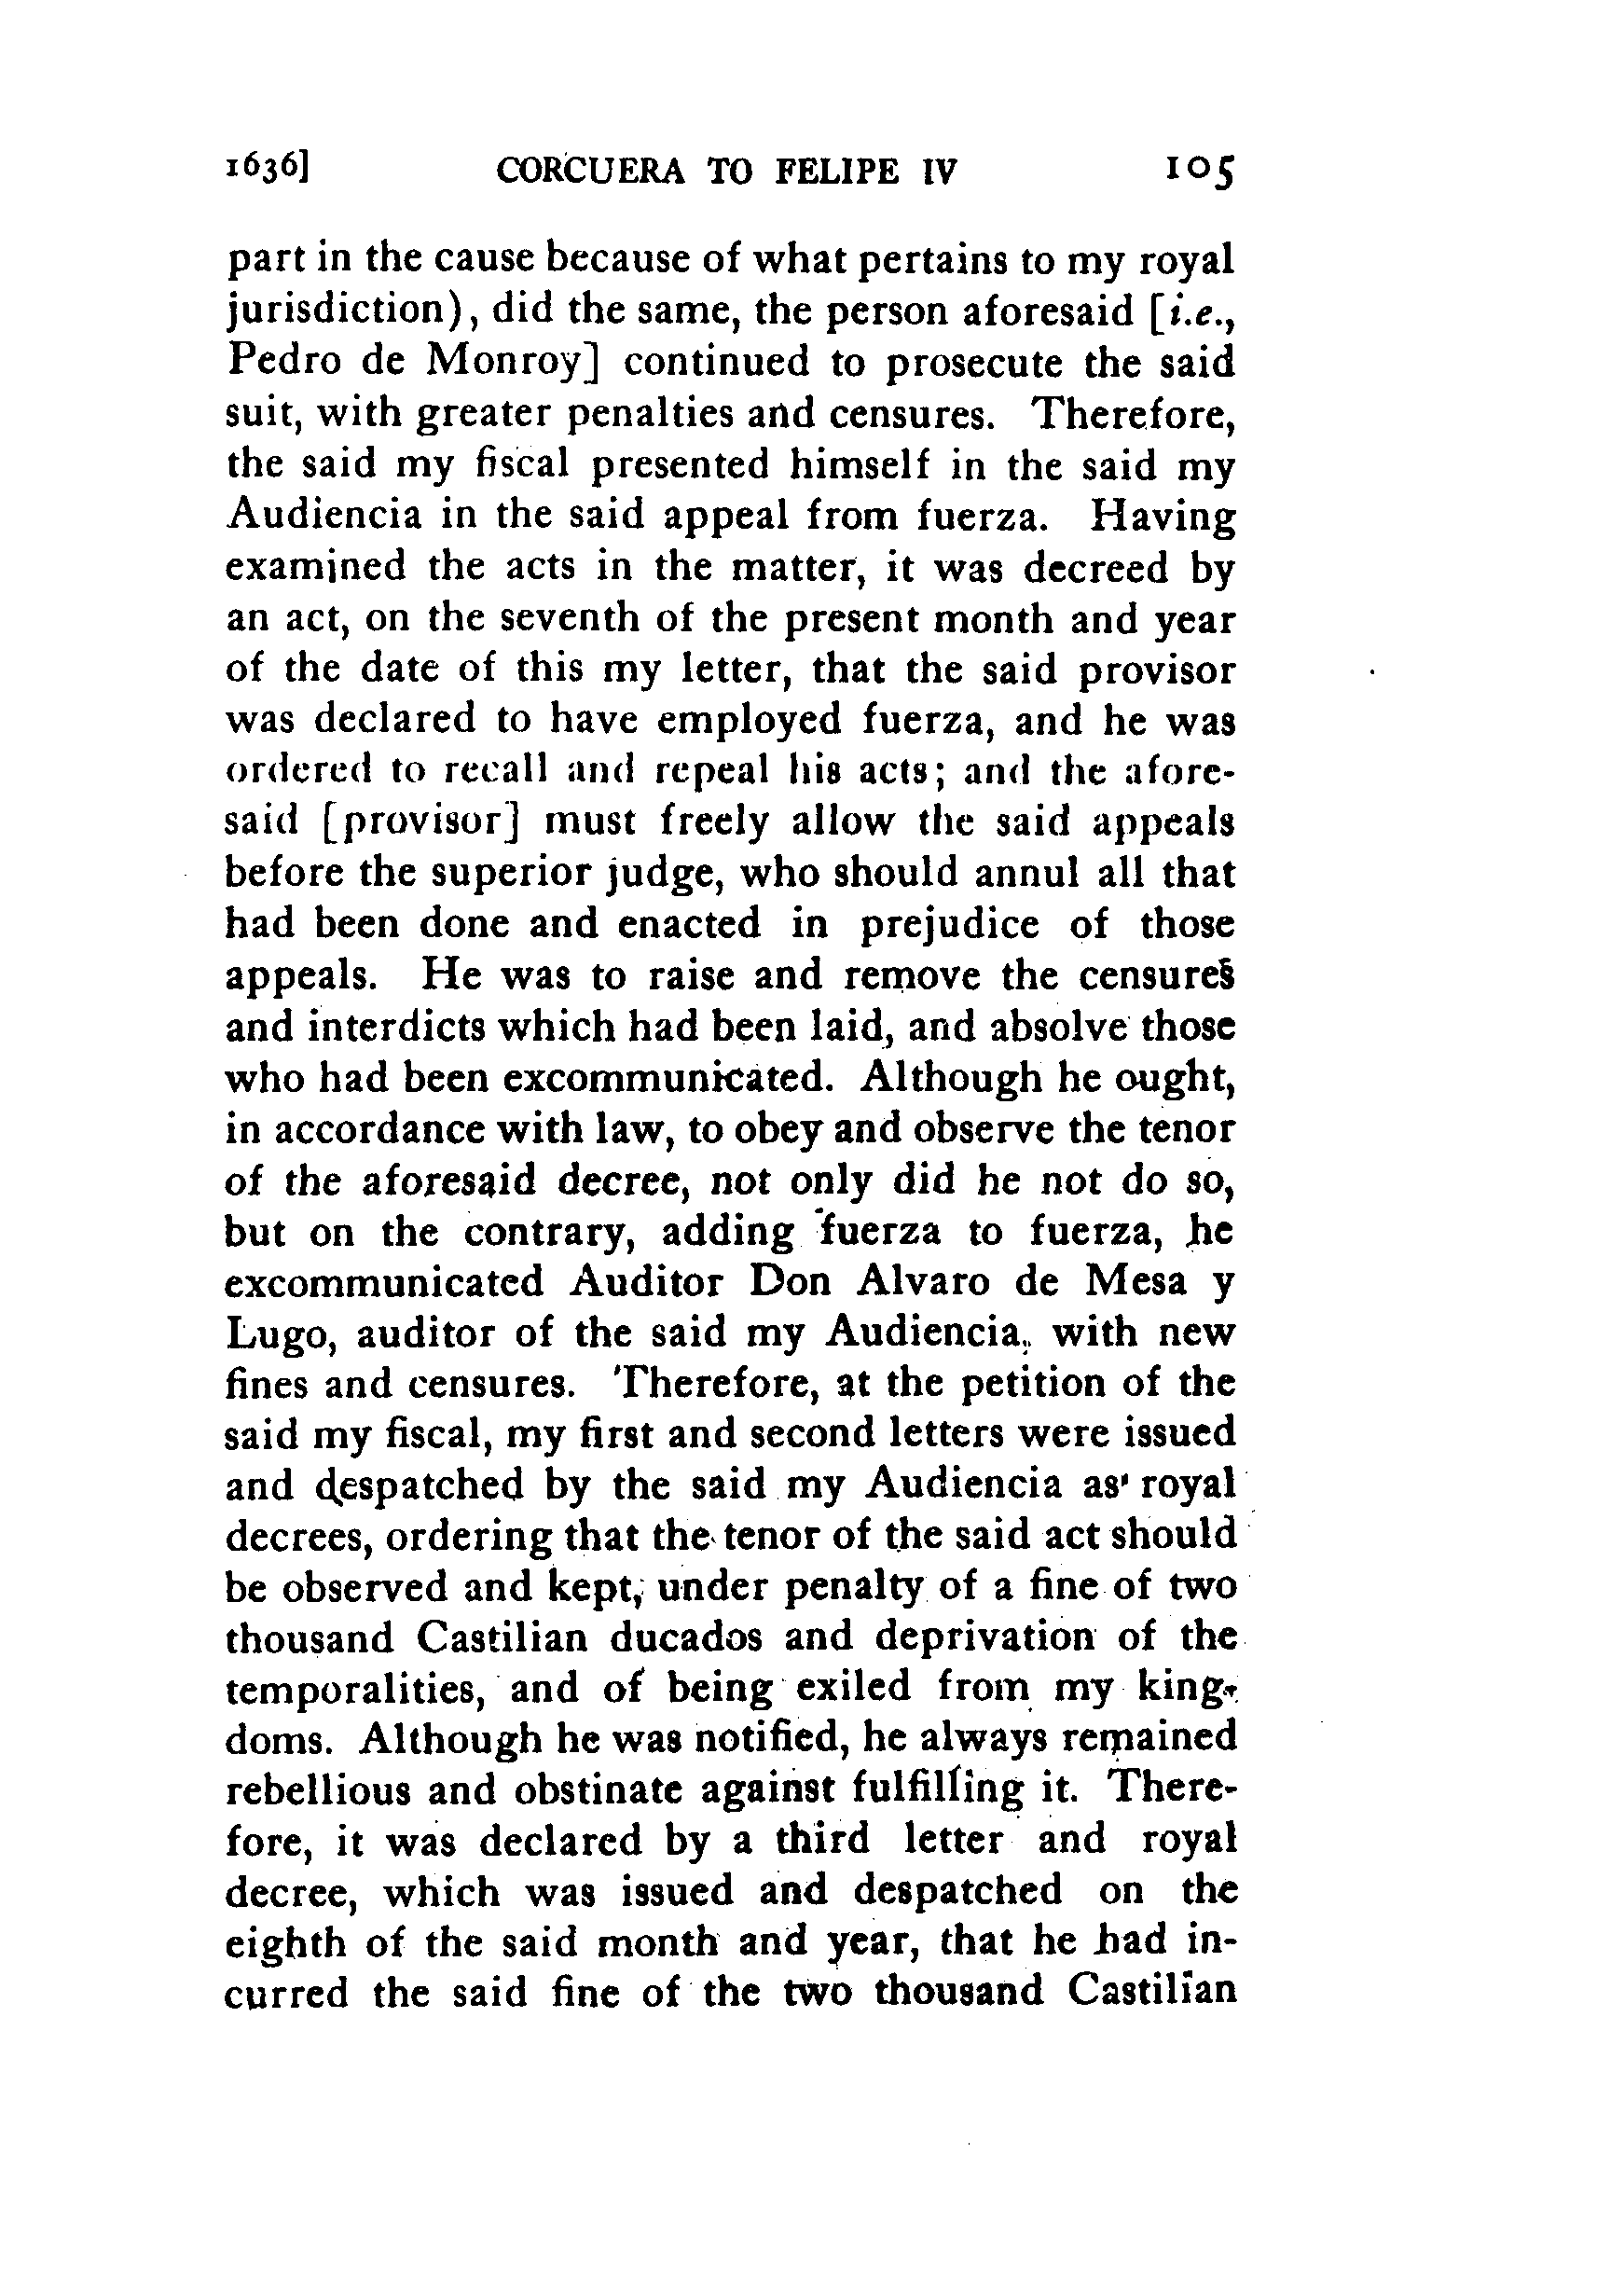 1636] CORCUERA TO FELIPE IV 105
part in the cause because of what pertains to my royal
jurisdiction), did the same, the person aforesaid [i.e.,
Pedro de Monroy] continued to prosecute the said
suit, with greater penalties and censures. Therefore,
the said my fiscal presented himself in the said my
Audiencia in the said appeal from fuerza. Having
examined the acts in the matter, it was decreed by
an act, on the seventh of the present month and year
of the date of this my letter, that the said provisor
was declared to have employed fuerza, and he was
ordered to recall and repeal his acts; and the afore-
said [provisor] must freely allow the said appeals
before the superior judge, who should annul all that
had been done and enacted in prejudice of those
appeals. He was to raise and remove the censures
and interdicts which had been laid, and absolve those
who had been excommunicated. Although he ought,
in accordance with law, to obey and observe the tenor
of the aforesaid decree, not only did he not do so,
but on the contrary, adding fuerza to fuerza, he
excommunicated Auditor Don Alvaro de Mesa y
Lugo, auditor of the said my Audiencia, with new
fines and censures. Therefore, at the petition of the
said my fiscal, my first and second letters were issued
and despatched by the said my Audiencia as royal
decrees, ordering that the tenor of the said act should
be observed and kept, under penalty of a fine of two
thousand Castilian ducados and deprivation of the
temporalities, and of being exiled from my king-
doms. Although he was notified, he always remained
rebellious and obstinate against fulfilling it. There-
fore, it was declared by a third letter and royal
decree, which was issued and despatched on the
eighth of the said month and year, that he had in-
curred the said fine of the two thousand Castilian